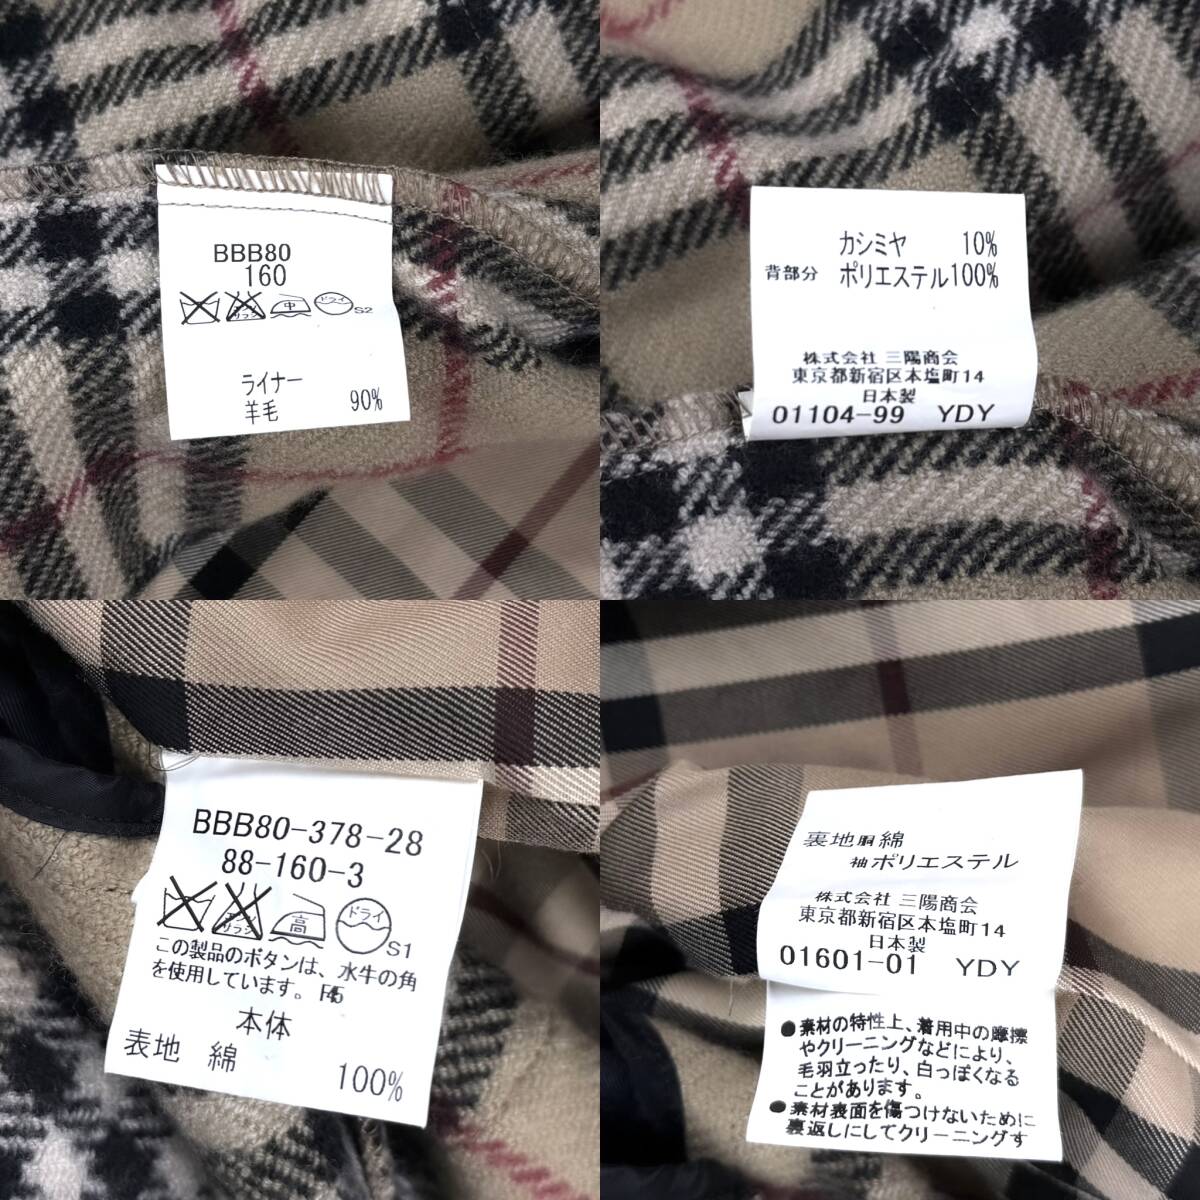 BBB80
160
中 ドライ S2
ライナー
羊毛 90%
カシミヤ 10%
背部分 ポリエステル100%
株式会社 三陽商会
東京都新宿区本塩町14
日本製
01104-99 YDY
BBB80-378-28
88-160-3
高 ドライ S1
この製品のボタンは、水牛の角
を使用しています。
本体
表地 綿 100%
裏地胴綿
袖ポリエステル
株式会社 三陽商会
東京都新宿区本塩町14
日本製
01601-01 YDY
●素材の特性上、着用中の摩擦
やクリーニングなどにより、
毛羽立ったり、白っぽくなる
ことがあります。
●素材表面を傷つけないために
裏返しにしてクリーニングす